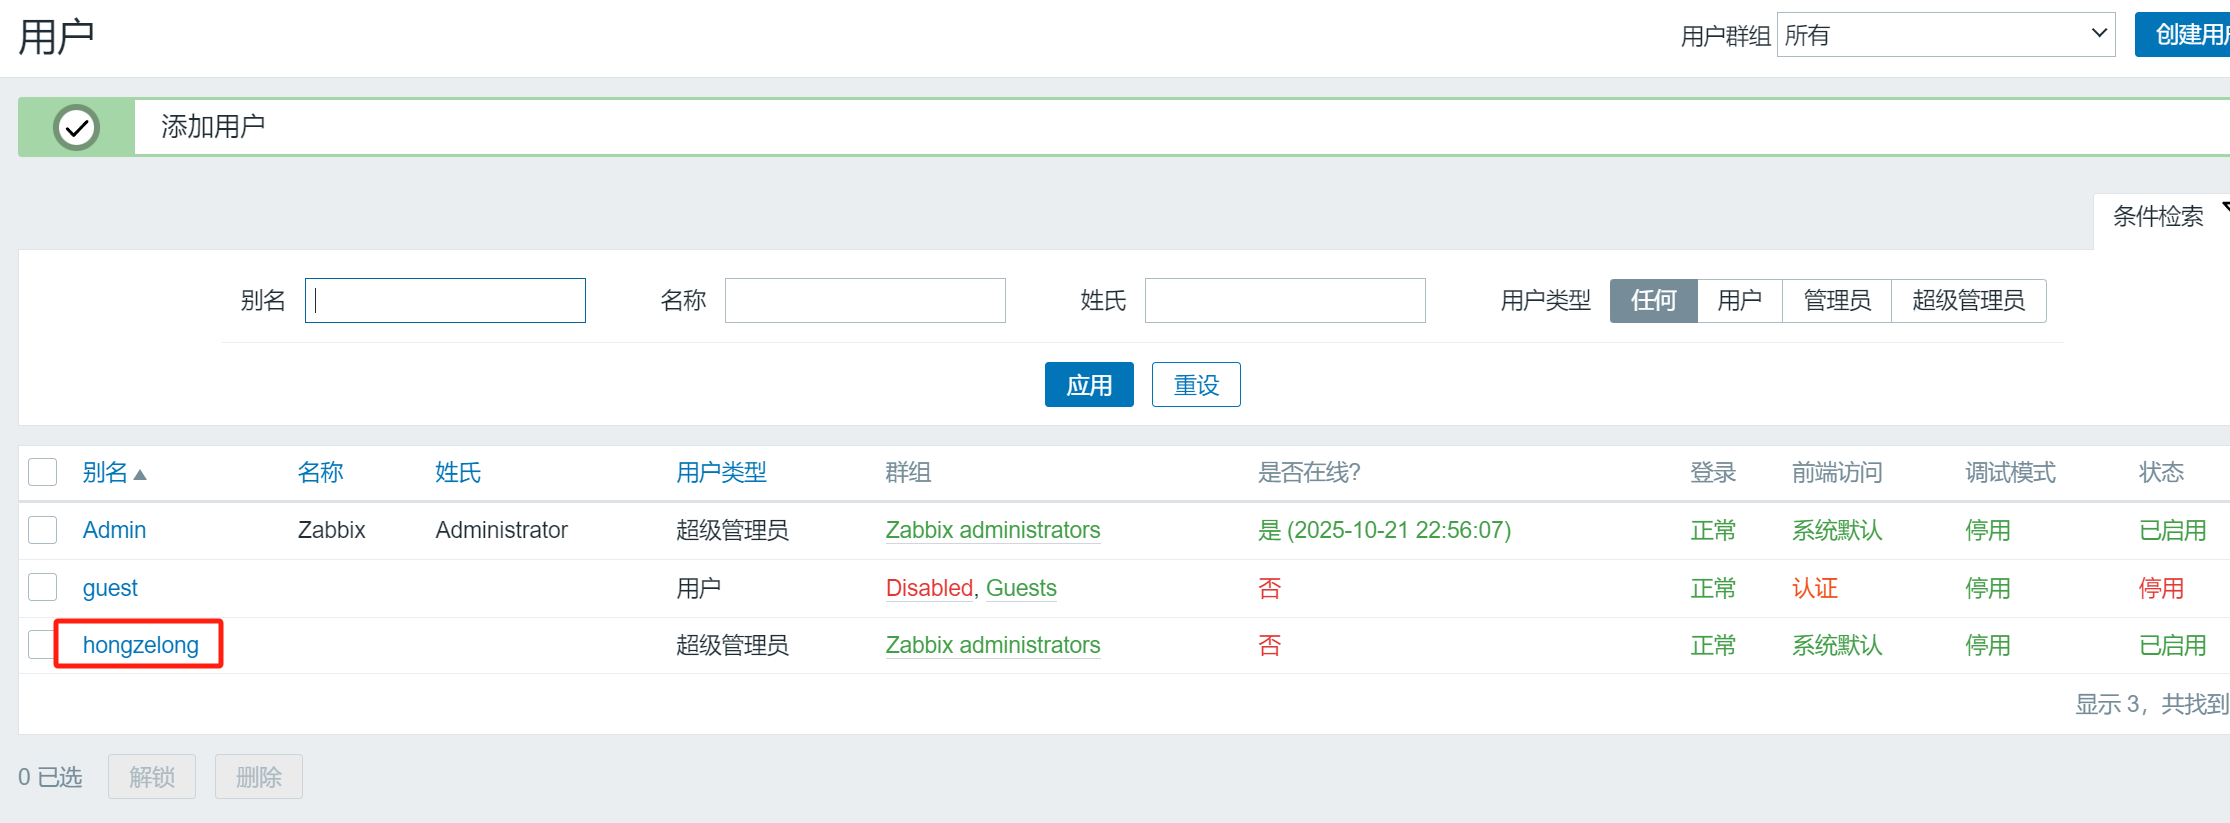 用户
用户群组 所有 创建用户
添加用户
条件检索
别名 名称 姓氏 用户类型 任何 用户 管理员 超级管理员
应用 重设
别名 名称 姓氏 用户类型 群组 是否在线? 登录 前端访问 调试模式 状态
Admin Zabbix Administrator 超级管理员 Zabbix administrators 是 (2025-10-21 22:56:07) 正常 系统默认 停用 已启用
guest 用户 Disabled, Guests 否 正常 认证 停用 停用
hongzelong 超级管理员 Zabbix administrators 否 正常 系统默认 停用 已启用
显示 3，共找到
0 已选 解锁 删除